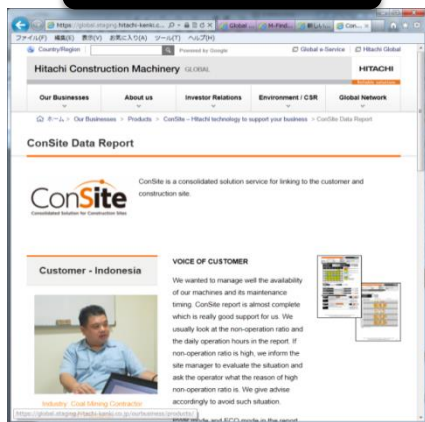 https://global.staging.hitachi-kenki.c...
Global ...
Con...
ファイル(F) 編集(E) 表示(V) お気に入り(A) ツール(T) ヘルプ(H)
Country/Region
Powered by Google
Global e-Service
Hitachi Global
Hitachi Construction Machinery GLOBAL
HITACHI
Our Businesses
About us
Investor Relations
Environment / CSR
Global Network
ホーム > Our Businesses > Products > ConSite – Hitachi technology to support your business > ConSite Data Report
ConSite Data Report
ConSite
Consolidated Solution for Construction Sites
ConSite is a consolidated solution service for linking to the customer and
construction site.
Customer - Indonesia
Industry: Coal Mining Contractor
VOICE OF CUSTOMER
We wanted to manage well the availability
of our machines and its maintenance
timing. ConSite report is almost complete
which is really good support for us. We
usually look at the non-operation ratio and
the daily operation hours in the report. If
non-operation ratio is high, we inform the
site manager to evaluate the situation and
ask the operator what the reason of high
non-operation ratio is. We give advise
accordingly to avoid such situation.
mode and ECO mode in the report
https://global.staging.hitachi-kenki.co.jp/ourbusiness/products/